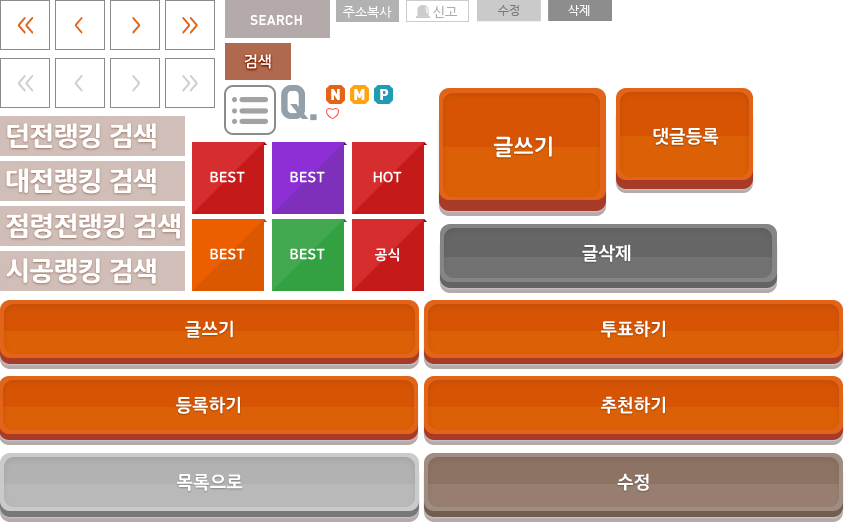 SEARCH
주소복사
신고
수정
삭제
검색
Q.
N M P
던전랭킹 검색
대전랭킹 검색
점령전랭킹 검색
시공랭킹 검색
BEST
BEST
HOT
BEST
BEST
공식
글쓰기
댓글등록
글삭제
글쓰기
투표하기
등록하기
추천하기
목록으로
수정